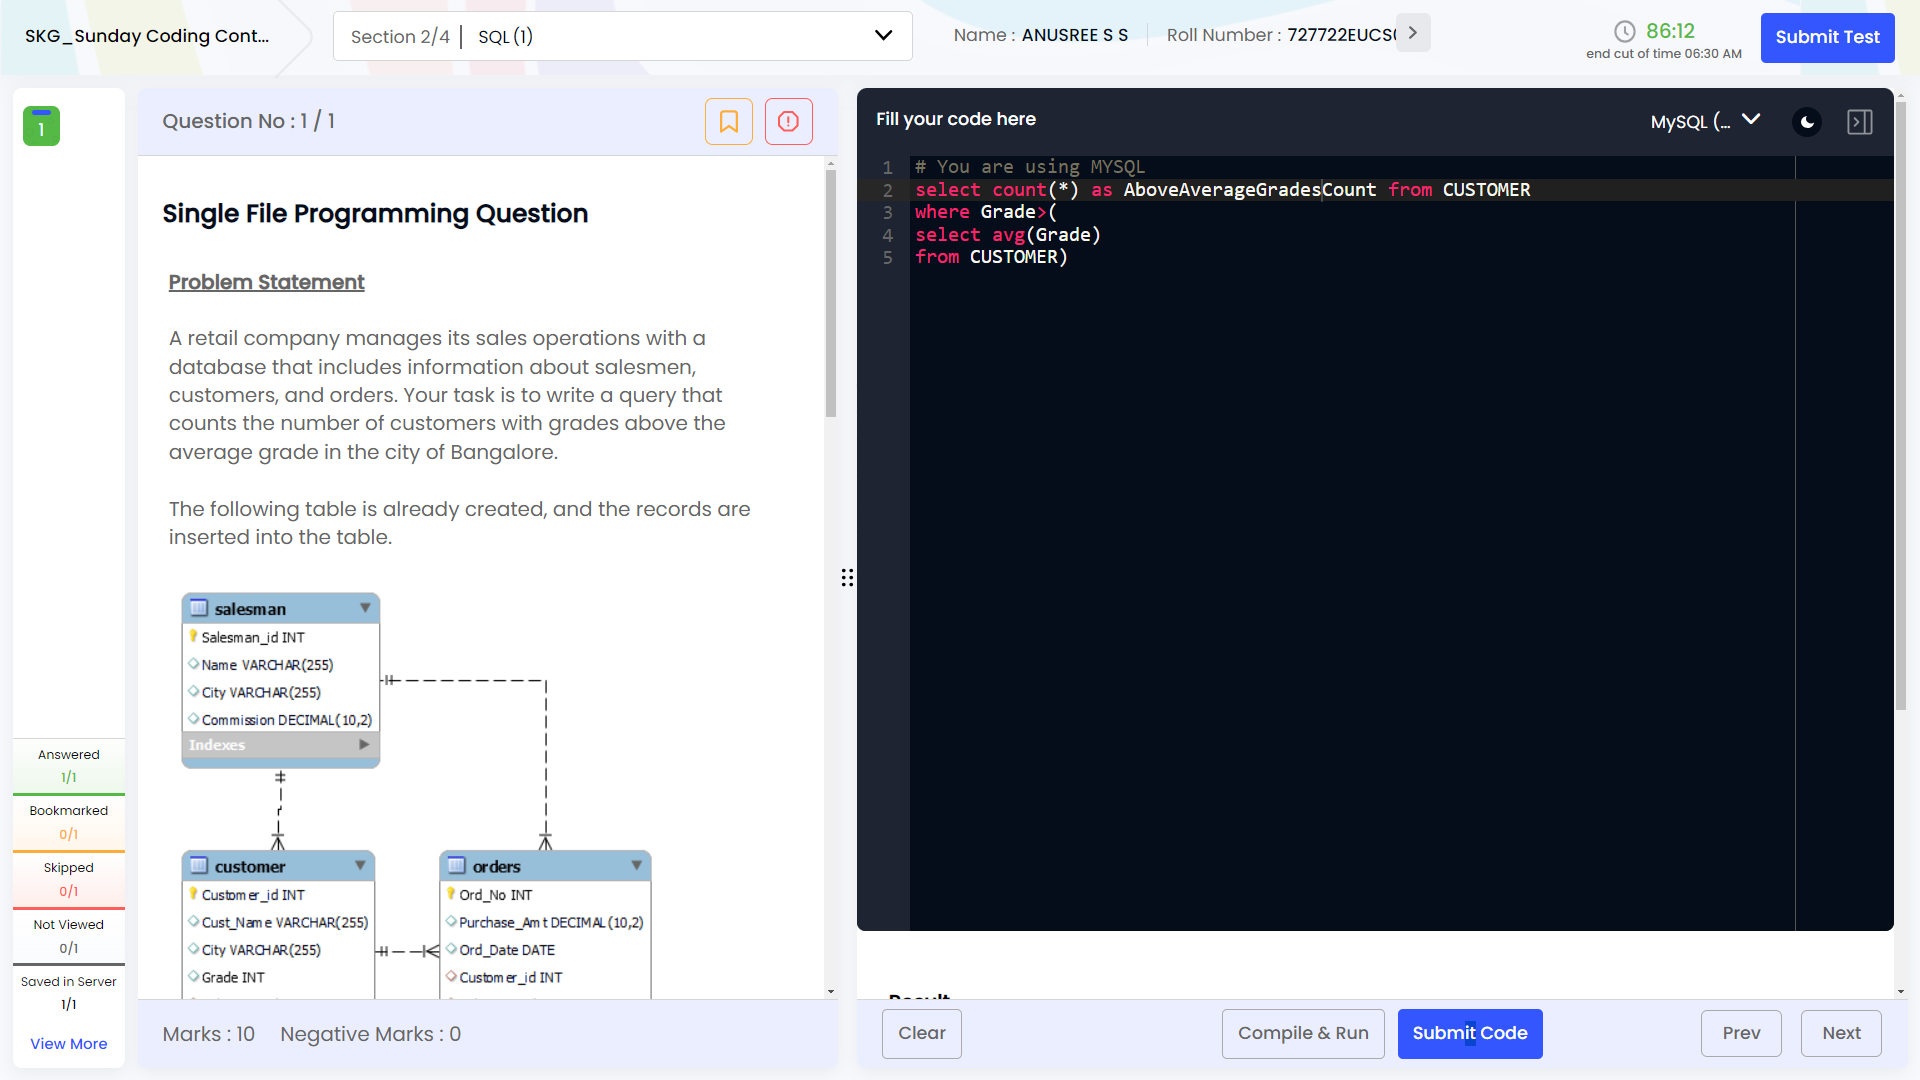 SKG_Sunday Coding Cont...
Section 2/4 | SQL (1)
Name : ANUSREE S S
Roll Number : 727722EUCS
86:12
end cut of time 06:30 AM
Submit Test
1
Question No : 1 / 1
Single File Programming Question
Problem Statement
A retail company manages its sales operations with a
database that includes information about salesmen,
customers, and orders. Your task is to write a query that
counts the number of customers with grades above the
average grade in the city of Bangalore.
The following table is already created, and the records are
inserted into the table.
salesman
Salesman_id INT
Name VARCHAR(255)
City VARCHAR(255)
Commission DECIMAL(10,2)
Indexes
customer
Customer_id INT
Cust_Name VARCHAR(255)
City VARCHAR(255)
Grade INT
orders
Ord_No INT
Purchase_Amt DECIMAL(10,2)
Ord_Date DATE
Customer_id INT
Marks : 10
Negative Marks : 0
Answered
1/1
Bookmarked
0/1
Skipped
0/1
Not Viewed
0/1
Saved in Server
1/1
View More
Fill your code here
MySQL (...
1 # You are using MYSQL
2 select count(*) as AboveAverageGradesCount from CUSTOMER
3 where Grade>(
4 select avg(Grade)
5 from CUSTOMER)
Result
Clear
Compile & Run
Submit Code
Prev
Next